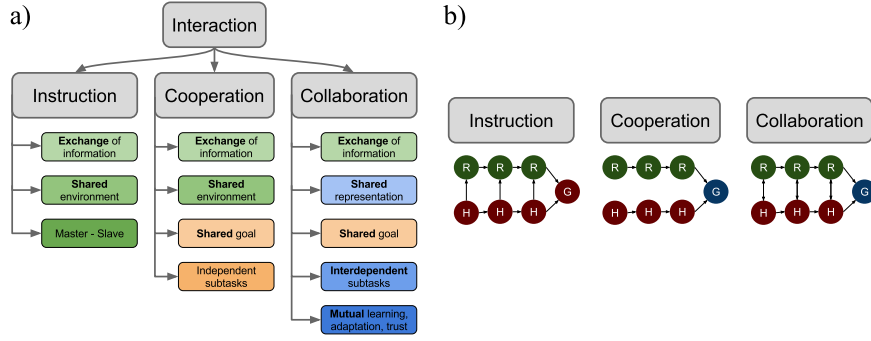 a)
Interaction
Instruction
Cooperation
Collaboration
Exchange of
information
Shared
environment
Master - Slave
Exchange of
information
Shared
environment
Shared goal
Independent
subtasks
Exchange of
information
Shared
representation
Shared goal
Interdependent
subtasks
Mutual learning,
adaptation, trust
b)
Instruction
R R R
G
H H H
Cooperation
R R R
G
H H H
Collaboration
R R R
G
H H H